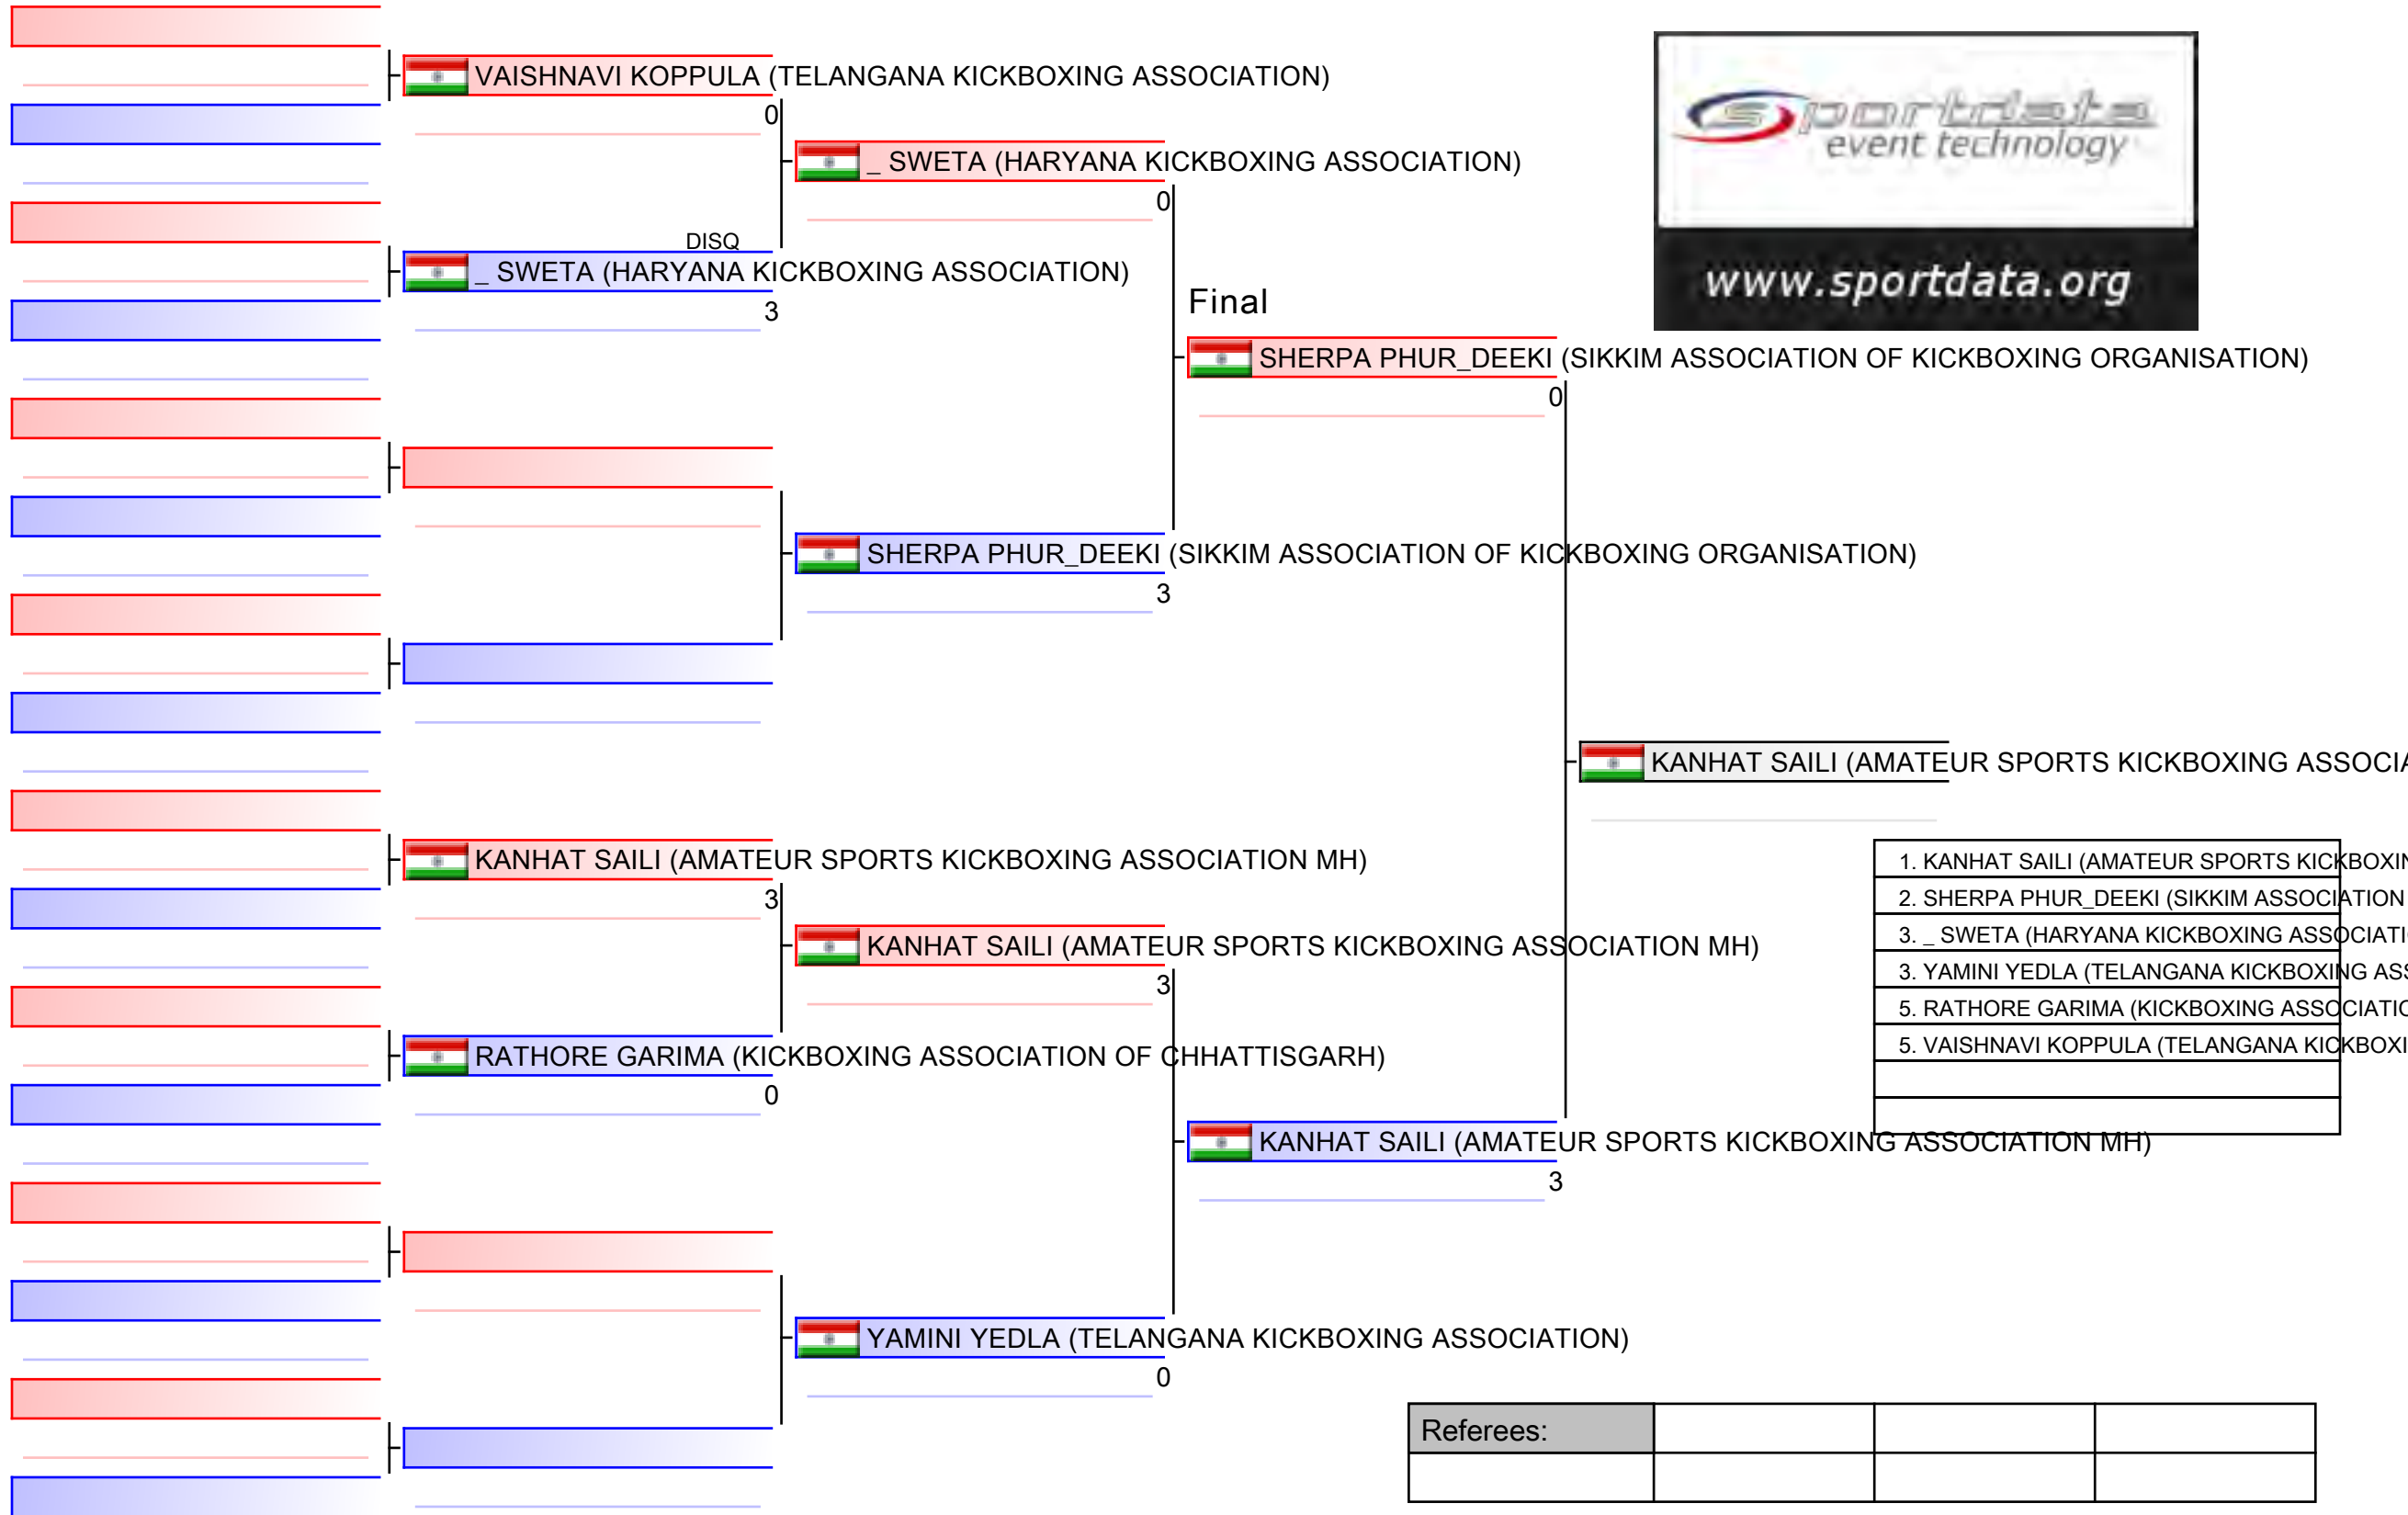 VAISHNAVI KOPPULA (TELANGANA KICKBOXING ASSOCIATION)
0
_ SWETA (HARYANA KICKBOXING ASSOCIATION)
0
DISQ
_ SWETA (HARYANA KICKBOXING ASSOCIATION)
3
sportdata
event technology
www.sportdata.org
Final
SHERPA PHUR_DEEKI (SIKKIM ASSOCIATION OF KICKBOXING ORGANISATION)
0
SHERPA PHUR_DEEKI (SIKKIM ASSOCIATION OF KICKBOXING ORGANISATION)
3
KANHAT SAILI (AMATEUR SPORTS KICKBOXING ASSOCIA
KANHAT SAILI (AMATEUR SPORTS KICKBOXING ASSOCIATION MH)
3
KANHAT SAILI (AMATEUR SPORTS KICKBOXING ASSOCIATION MH)
3
RATHORE GARIMA (KICKBOXING ASSOCIATION OF CHHATTISGARH)
0
1. KANHAT SAILI (AMATEUR SPORTS KICKBOXIN
2. SHERPA PHUR_DEEKI (SIKKIM ASSOCIATION
3. _ SWETA (HARYANA KICKBOXING ASSOCIATI
3. YAMINI YEDLA (TELANGANA KICKBOXING ASS
5. RATHORE GARIMA (KICKBOXING ASSOCIATIO
5. VAISHNAVI KOPPULA (TELANGANA KICKBOXI
KANHAT SAILI (AMATEUR SPORTS KICKBOXING ASSOCIATION MH)
3
YAMINI YEDLA (TELANGANA KICKBOXING ASSOCIATION)
0
Referees: